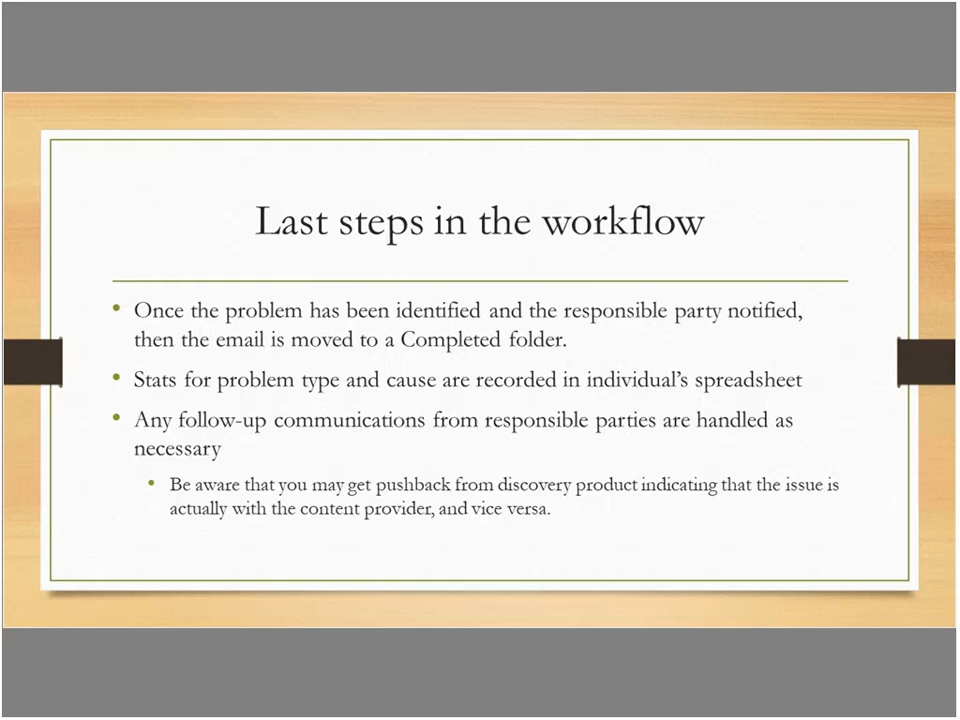 Last steps in the workflow
• Once the problem has been identified and the responsible party notified,
then the email is moved to a Completed folder.
• Stats for problem type and cause are recorded in individual’s spreadsheet
• Any follow-up communications from responsible parties are handled as
necessary
• Be aware that you may get pushback from discovery product indicating that the issue is
actually with the content provider, and vice versa.